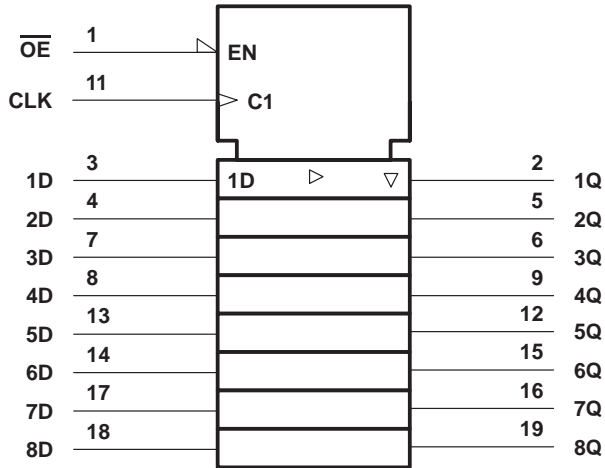 O̅E̅ 1 EN
CLK 11 C1
1D 3 1D 2 1Q
2D 4 5 2Q
3D 7 6 3Q
4D 8 9 4Q
5D 13 12 5Q
6D 14 15 6Q
7D 17 16 7Q
8D 18 19 8Q